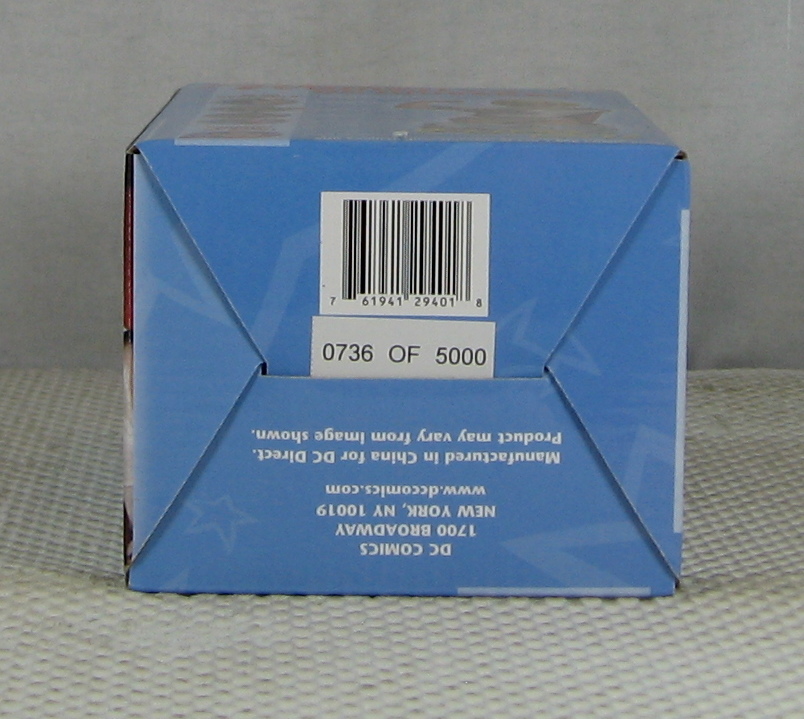 7 61941 29401 8
0736 OF 5000
DC COMICS
1700 BROADWAY
NEW YORK, NY 10019
www.dccomics.com
Manufactured in China for DC Direct.
Product may vary from image shown.